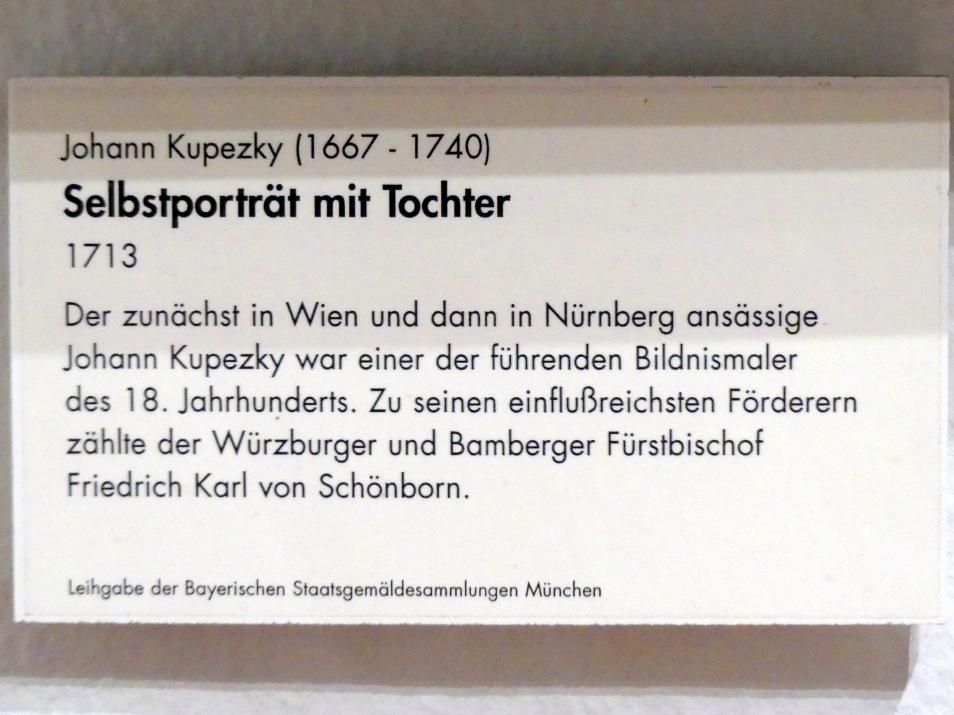 Johann Kupezky (1667 - 1740)
Selbstporträt mit Tochter
1713
Der zunächst in Wien und dann in Nürnberg ansässige
Johann Kupezky war einer der führenden Bildnismaler
des 18. Jahrhunderts. Zu seinen einflußreichsten Förderern
zählte der Würzburger und Bamberger Fürstbischof
Friedrich Karl von Schönborn.
Leihgabe der Bayerischen Staatsgemäldesammlungen München